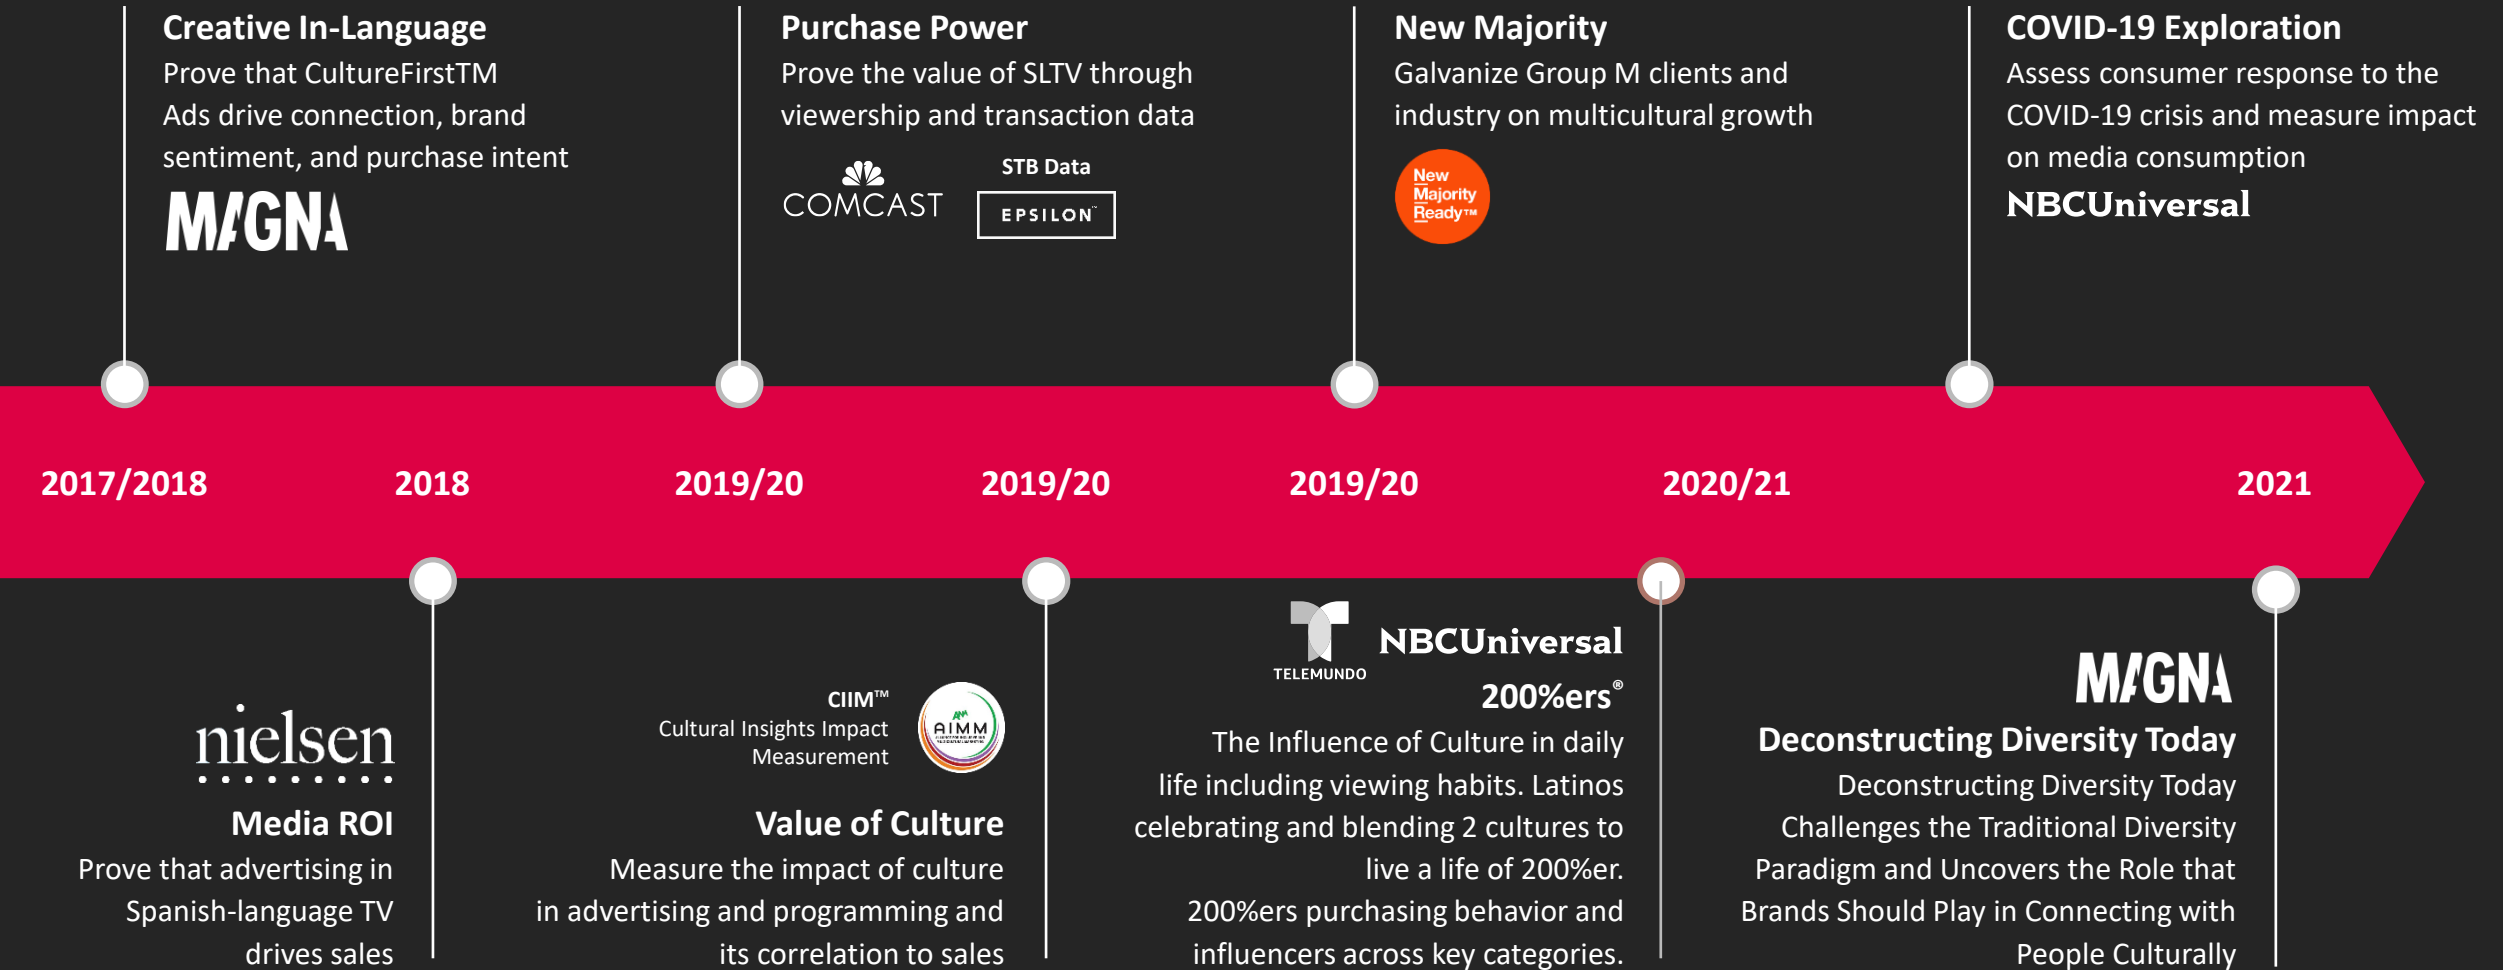 Creative In-Language
Prove that CultureFirstTM
Ads drive connection, brand
sentiment, and purchase intent
MAGNA
Purchase Power
Prove the value of SLTV through
viewership and transaction data
COMCAST
STB Data
EPSILON™
New Majority
Galvanize Group M clients and
industry on multicultural growth
New
Majority
Ready™
COVID-19 Exploration
Assess consumer response to the
COVID-19 crisis and measure impact
on media consumption
NBCUniversal
2017/2018
2018
2019/20
2019/20
2019/20
2020/21
2021
nielsen
Media ROI
Prove that advertising in
Spanish-language TV
drives sales
CIIM™
Cultural Insights Impact
Measurement
ANA
AIMM
Value of Culture
Measure the impact of culture
in advertising and programming and
its correlation to sales
TELEMUNDO
NBCUniversal
200%ers®
The Influence of Culture in daily
life including viewing habits. Latinos
celebrating and blending 2 cultures to
live a life of 200%er.
200%ers purchasing behavior and
influencers across key categories.
MAGNA
Deconstructing Diversity Today
Deconstructing Diversity Today
Challenges the Traditional Diversity
Paradigm and Uncovers the Role that
Brands Should Play in Connecting with
People Culturally